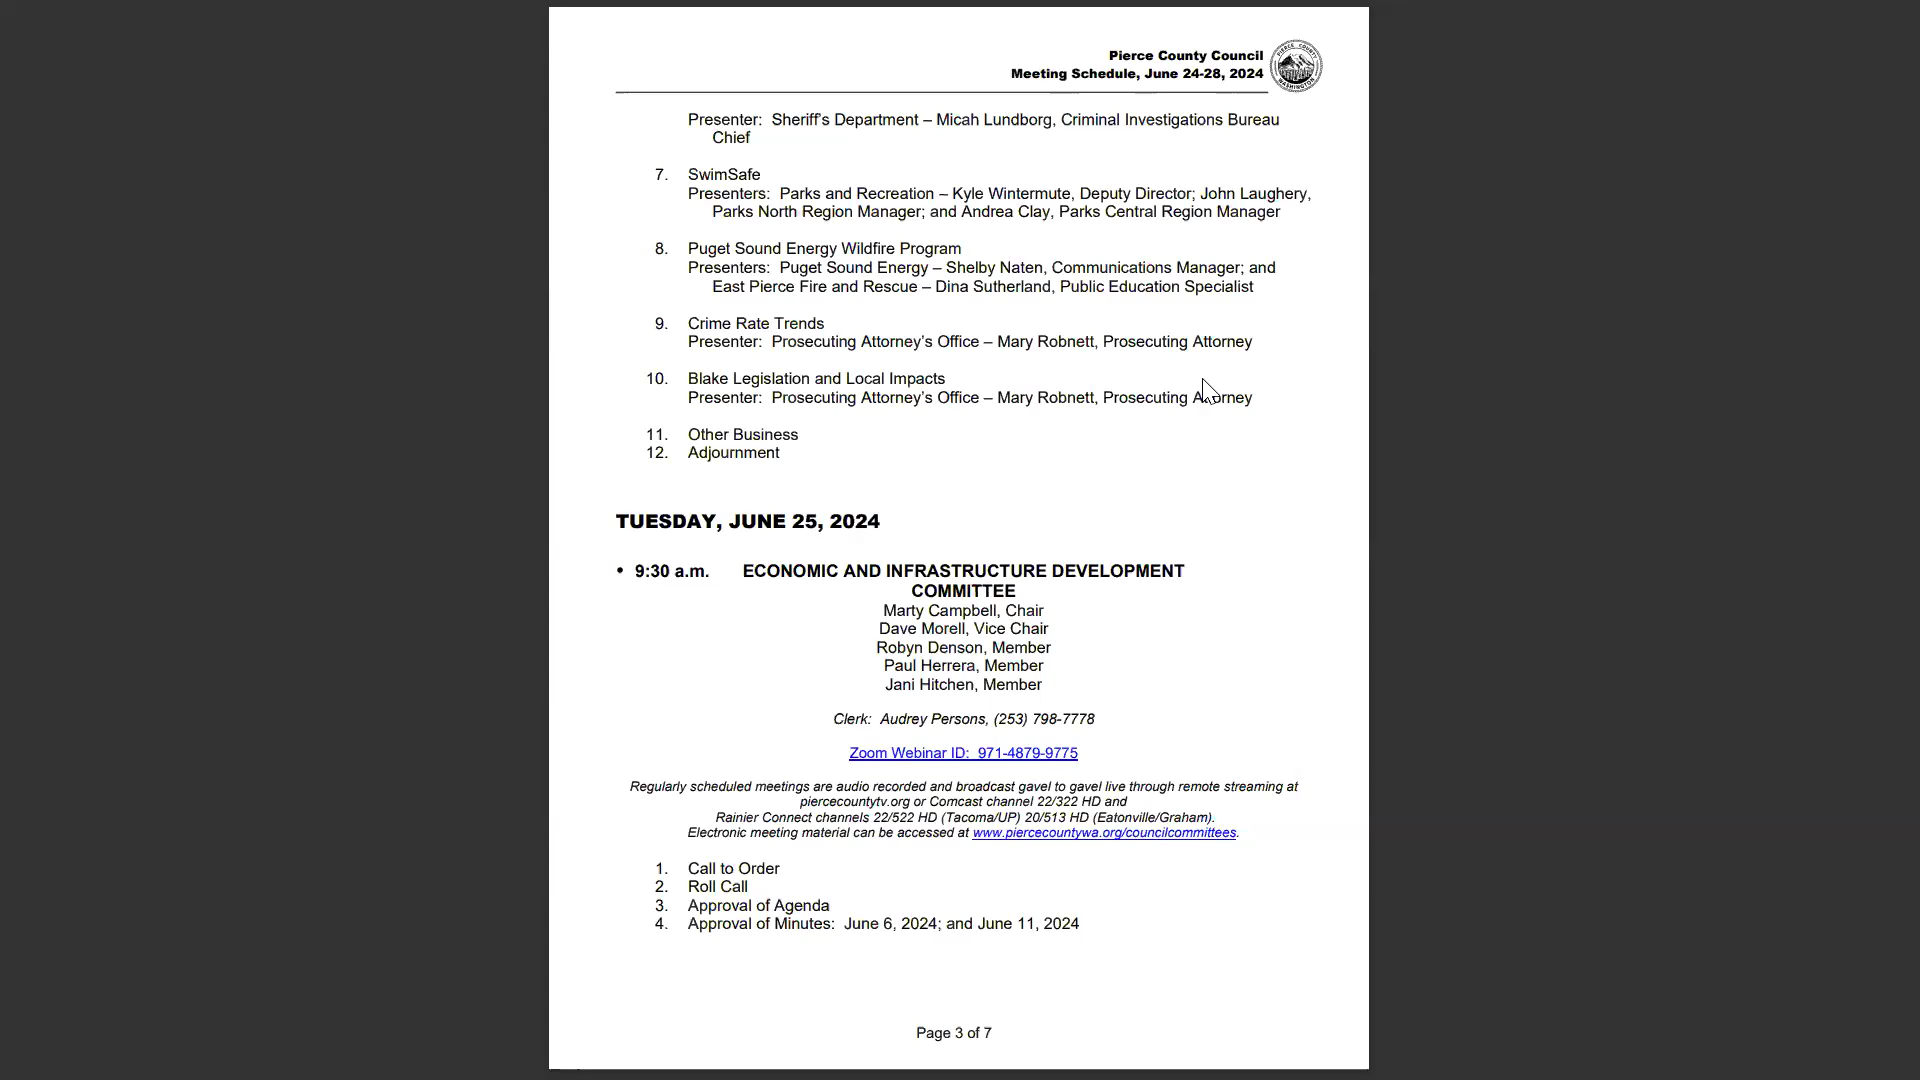 Pierce County Council
Meeting Schedule, June 24-28, 2024
PIERCE COUNTY
WASHINGTON
Presenter:  Sheriff's Department – Micah Lundborg, Criminal Investigations Bureau
Chief
7. SwimSafe
Presenters:  Parks and Recreation – Kyle Wintermute, Deputy Director; John Laughery,
Parks North Region Manager; and Andrea Clay, Parks Central Region Manager
8. Puget Sound Energy Wildfire Program
Presenters:  Puget Sound Energy – Shelby Naten, Communications Manager; and
East Pierce Fire and Rescue – Dina Sutherland, Public Education Specialist
9. Crime Rate Trends
Presenter:  Prosecuting Attorney's Office – Mary Robnett, Prosecuting Attorney
10. Blake Legislation and Local Impacts
Presenter:  Prosecuting Attorney's Office – Mary Robnett, Prosecuting Attorney
11. Other Business
12. Adjournment
TUESDAY, JUNE 25, 2024
• 9:30 a.m. ECONOMIC AND INFRASTRUCTURE DEVELOPMENT
COMMITTEE
Marty Campbell, Chair
Dave Morell, Vice Chair
Robyn Denson, Member
Paul Herrera, Member
Jani Hitchen, Member
Clerk:  Audrey Persons, (253) 798-7778
Zoom Webinar ID:  971-4879-9775
Regularly scheduled meetings are audio recorded and broadcast gavel to gavel live through remote streaming at
piercecountytv.org or Comcast channel 22/322 HD and
Rainier Connect channels 22/522 HD (Tacoma/UP) 20/513 HD (Eatonville/Graham).
Electronic meeting material can be accessed at www.piercecountywa.org/councilcommittees.
1. Call to Order
2. Roll Call
3. Approval of Agenda
4. Approval of Minutes:  June 6, 2024; and June 11, 2024
Page 3 of 7